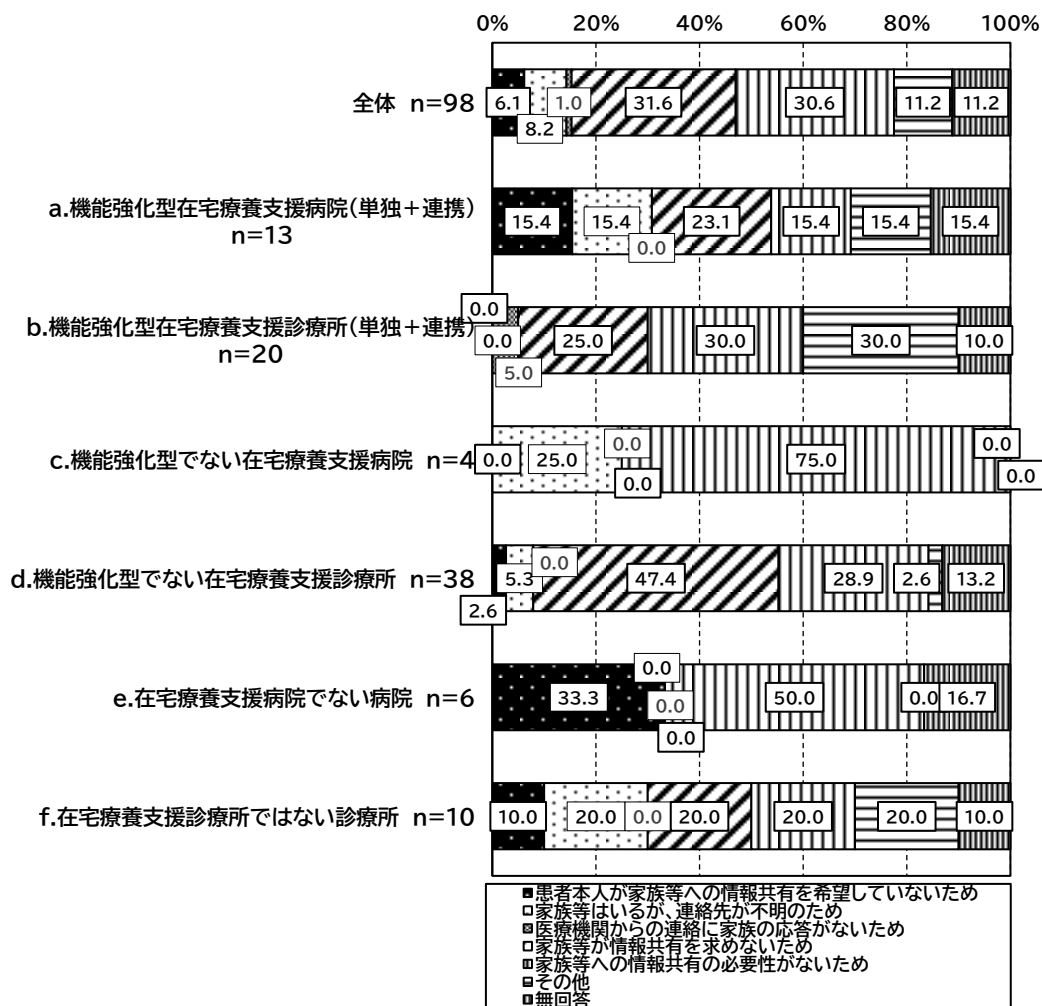 0% 20% 40% 60% 80% 100%
全体 n=98
6.1 8.2 1.0 31.6 30.6 11.2 11.2
a.機能強化型在宅療養支援病院(単独+連携)
n=13
15.4 15.4 0.0 23.1 15.4 15.4 15.4
b.機能強化型在宅療養支援診療所(単独+連携)
n=20
0.0 0.0 5.0 25.0 30.0 30.0 10.0
c.機能強化型でない在宅療養支援病院 n=4
0.0 25.0 0.0 0.0 75.0 0.0 0.0
d.機能強化型でない在宅療養支援診療所 n=38
2.6 5.3 0.0 47.4 28.9 2.6 13.2
e.在宅療養支援病院でない病院 n=6
33.3 0.0 0.0 0.0 50.0 0.0 16.7
f.在宅療養支援診療所ではない診療所 n=10
10.0 20.0 0.0 20.0 20.0 20.0 10.0
患者本人が家族等への情報共有を希望していないため
家族等はいるが、連絡先が不明のため
医療機関からの連絡に家族の応答がないため
家族等が情報共有を求めないため
家族等への情報共有の必要性がないため
その他
無回答